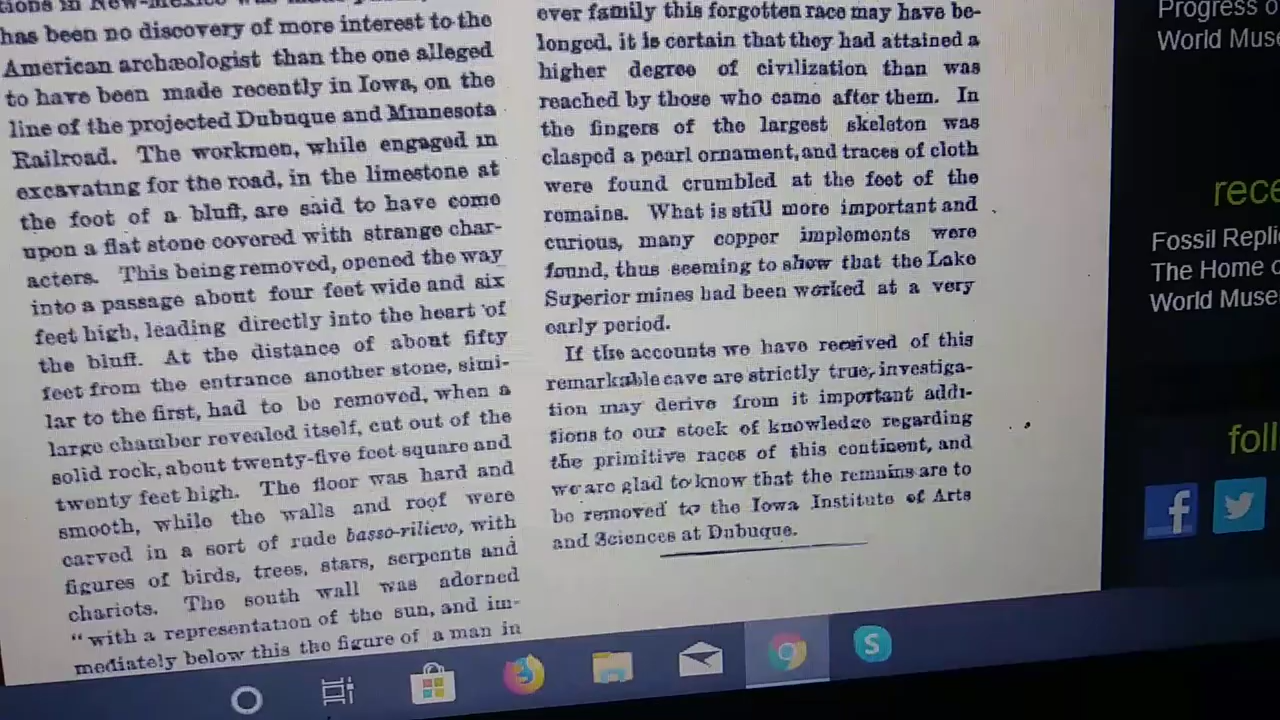 tions in New-Mexico was made
has been no discovery of more interest to the
American archæologist than the one alleged
to have been made recently in Iowa, on the
line of the projected Dubuque and Minnesota
Railroad. The workmen, while engaged in
excavating for the road, in the limestone at
the foot of a bluff, are said to have come
upon a flat stone covered with strange char-
acters. This being removed, opened the way
into a passage about four feet wide and six
feet high, leading directly into the heart of
the bluff. At the distance of about fifty
feet from the entrance another stone, simi-
lar to the first, had to be removed, when a
large chamber revealed itself, cut out of the
solid rock, about twenty-five feet square and
twenty feet high. The floor was hard and
smooth, while the walls and roof were
carved in a sort of rude basso-rilievo, with
figures of birds, trees, stars, serpents and
chariots. The south wall was adorned
"with a representation of the sun, and im-
mediately below this the figure of a man in
ever family this forgotten race may have be-
longed, it is certain that they had attained a
higher degree of civilization than was
reached by those who came after them. In
the fingers of the largest skeleton was
clasped a pearl ornament, and traces of cloth
were found crumbled at the feet of the
remains. What is still more important and
curious, many copper implements were
found, thus seeming to show that the Lake
Superior mines had been worked at a very
early period.
If the accounts we have received of this
remarkable cave are strictly true, investiga-
tion may derive from it important addi-
tions to our stock of knowledge regarding
the primitive races of this continent, and
we are glad to know that the remains are to
be removed to the Iowa Institute of Arts
and Sciences at Dubuque.
Progress o
World Muse
rece
Fossil Repli
The Home o
World Muse
foll